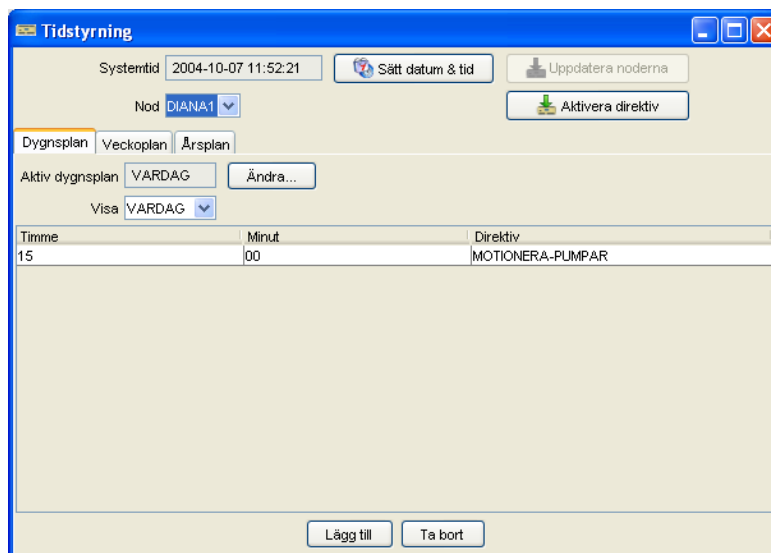 Tidstyrning
Systemtid 2004-10-07 11:52:21 Sätt datum & tid Uppdatera noderna
Nod DIANA1 Aktivera direktiv
Dygnsplan Veckoplan Årsplan
Aktiv dygnsplan VARDAG Ändra...
Visa VARDAG
Timme Minut Direktiv
15 00 MOTIONERA-PUMPAR
Lägg till Ta bort